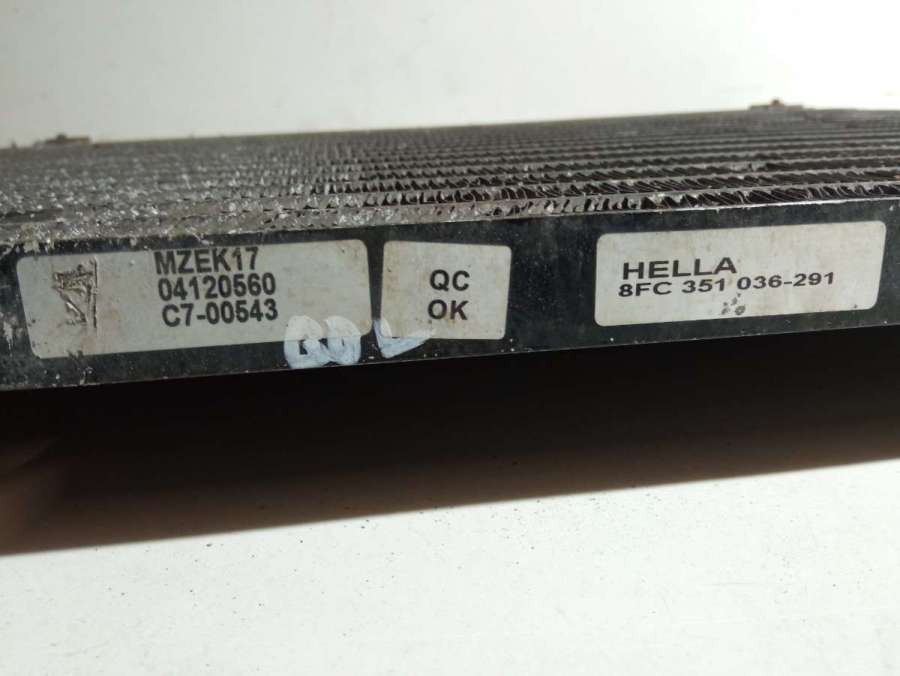 MZEK17
04120560
C7-00543
QC
OK
HELLA
8FC 351 036-291